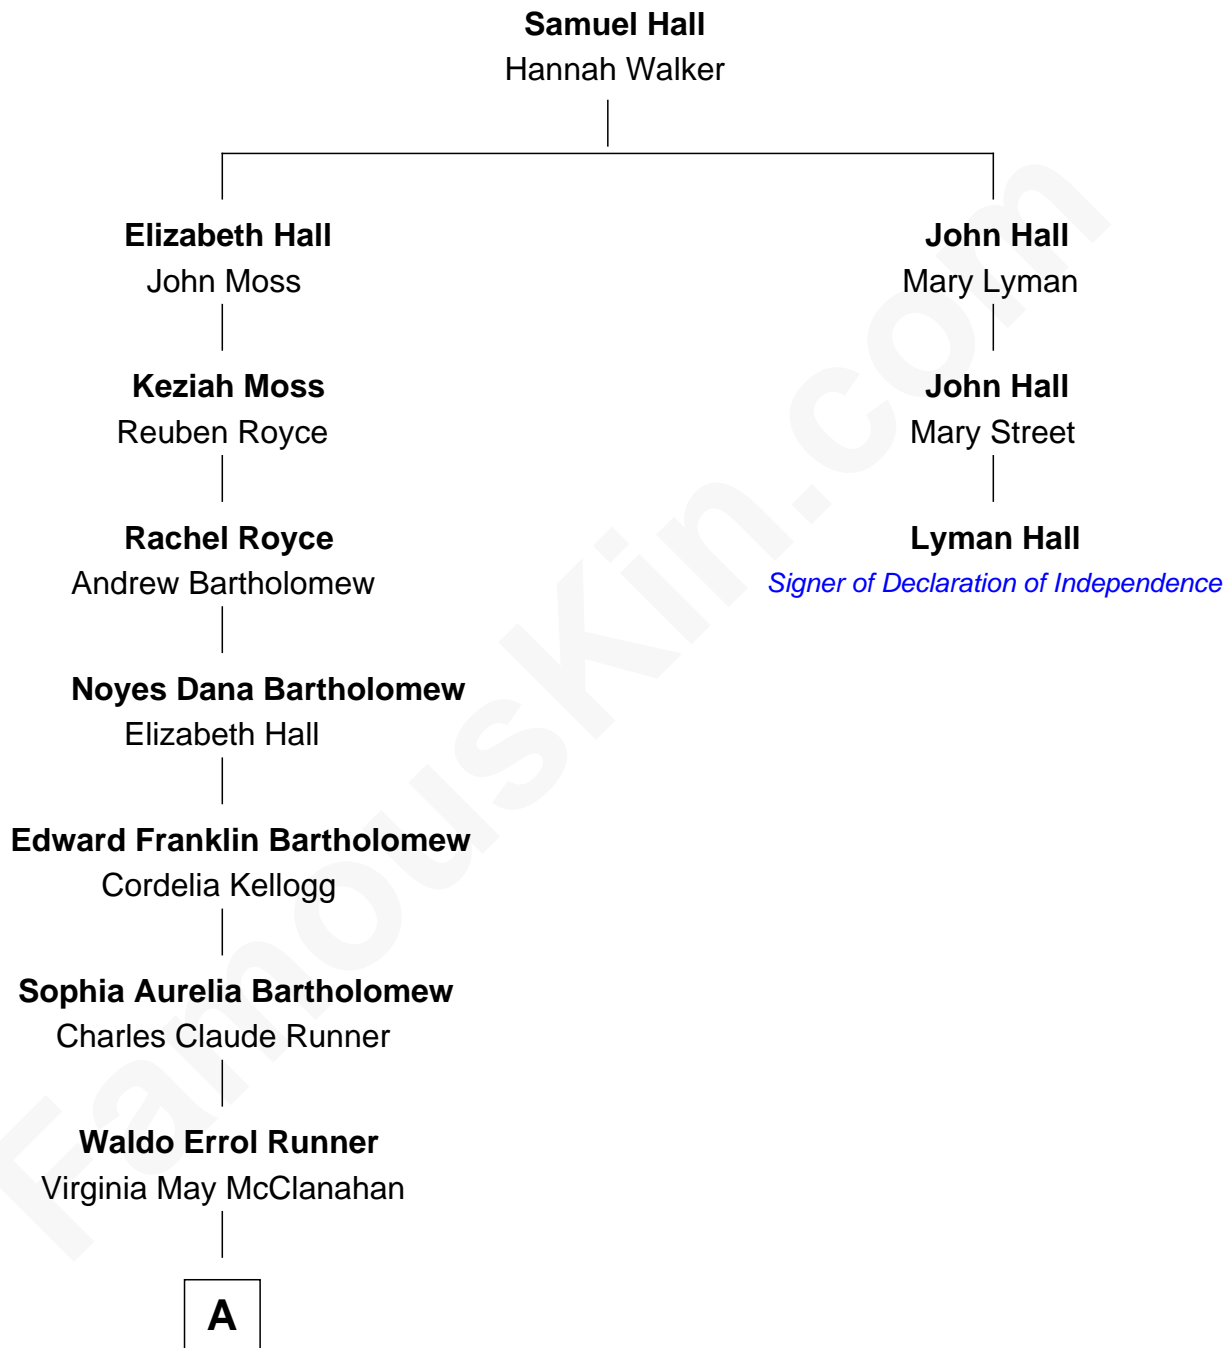 Samuel Hall
Hannah Walker
Elizabeth Hall
John Moss
John Hall
Mary Lyman
Keziah Moss
Reuben Royce
John Hall
Mary Street
Rachel Royce
Andrew Bartholomew
Lyman Hall
Signer of Declaration of Independence
Noyes Dana Bartholomew
Elizabeth Hall
Edward Franklin Bartholomew
Cordelia Kellogg
Sophia Aurelia Bartholomew
Charles Claude Runner
Waldo Errol Runner
Virginia May McClanahan
A
FamousKin.com